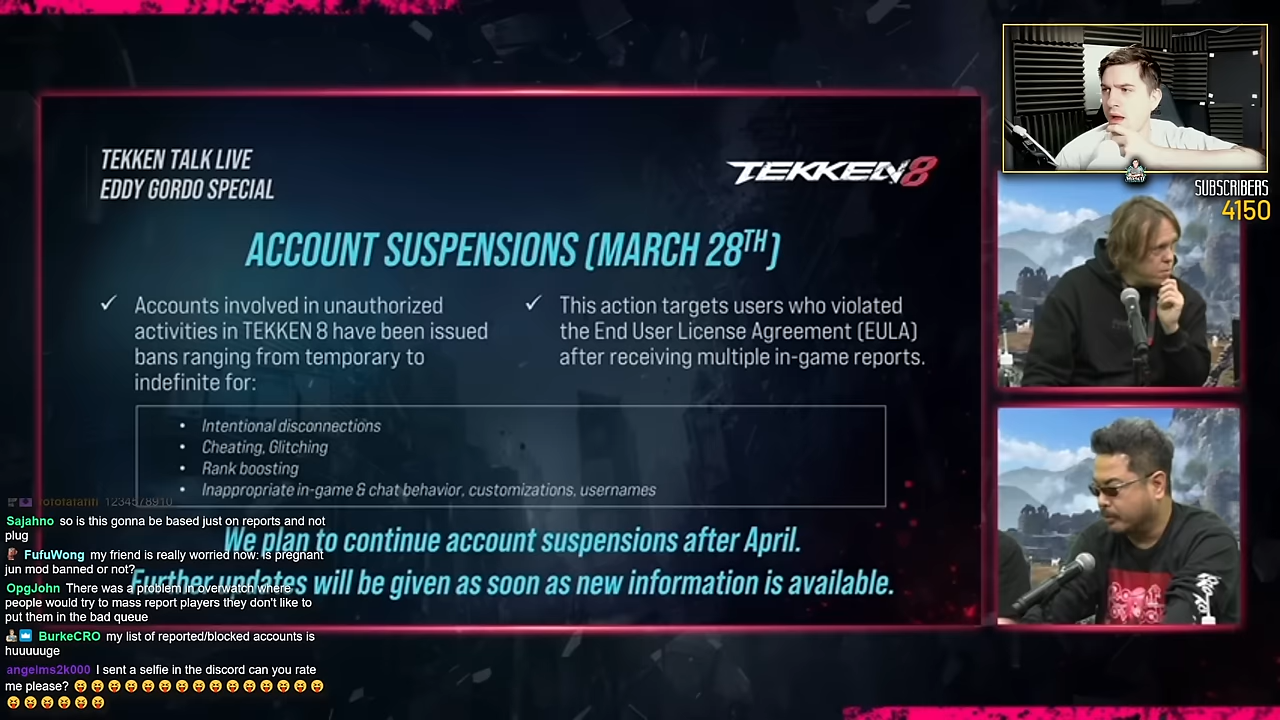 TEKKEN TALK LIVE
EDDY GORDO SPECIAL
TEKKEN 8
ACCOUNT SUSPENSIONS (MARCH 28TH)
✓ Accounts involved in unauthorized
activities in TEKKEN 8 have been issued
bans ranging from temporary to
indefinite for:
✓ This action targets users who violated
the End User License Agreement (EULA)
after receiving multiple in-game reports.
• Intentional disconnections
• Cheating, Glitching
• Rank boosting
• Inappropriate in-game & chat behavior, customizations, usernames
We plan to continue account suspensions after April.
Further updates will be given as soon as new information is available.
SUBSCRIBERS
4150
1234578910
Sajahno so is this gonna be based just on reports and not
plug
FufuWong my friend is really worried now: Is pregnant
jun mod banned or not?
OpgJohn There was a problem in overwatch where
people would try to mass report players they don't like to
put them in the bad queue
BurkeCRO my list of reported/blocked accounts is
huuuuuge
angelms2k000 I sent a selfie in the discord can you rate
me please? 😝😝😝😝😝😝😝😝😝😝😝😝😝😝😝
😝😝😝😝😝😝